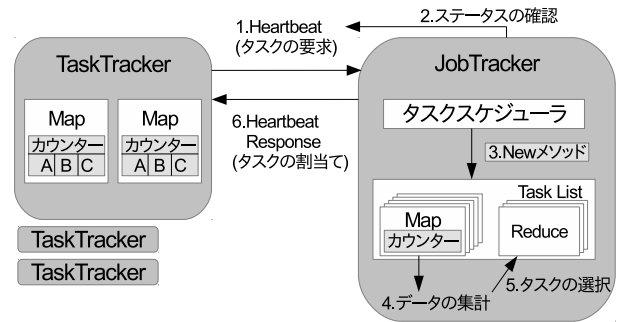 1.Heartbeat
(タスクの要求)
2.ステータスの確認
TaskTracker
JobTracker
Map
Map
カウンター
カウンター
A B C
A B C
6.Heartbeat
Response
(タスクの割当て)
タスクスケジューラ
3.Newメソッド
Task List
Map
カウンター
Reduce
TaskTracker
TaskTracker
4.データの集計
5.タスクの選択